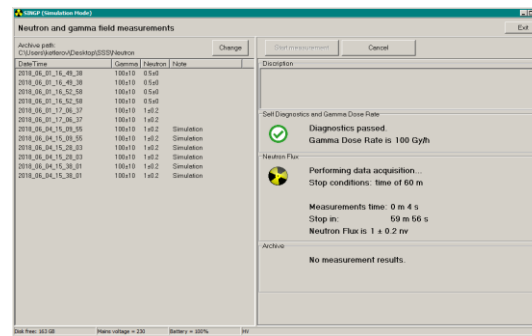 SINGP (Simulation Mode)
Neutron and gamma field measurements
Exit
Archive path:
C:\Users\katlerov\Desktop\SSS\Neutron
Change
DateTime Gamma Neutron Note
2018_06_01_16_49_38 100±10 0.5±0
2018_06_01_16_49_38 100±10 0.5±0
2018_06_01_16_52_58 100±10 0.5±0
2018_06_01_16_52_58 100±10 0.5±0
2018_06_01_17_06_37 100±10 1±0.2
2018_06_01_17_06_37 100±10 1±0.2
2018_06_04_15_09_55 100±10 1±0.2 Simulation
2018_06_04_15_09_55 100±10 1±0.2 Simulation
2018_06_04_15_28_03 100±10 1±0.2 Simulation
2018_06_04_15_28_03 100±10 1±0.2 Simulation
2018_06_04_15_38_01 100±10 1±0.2 Simulation
2018_06_04_15_38_01 100±10 1±0.2 Simulation
Start measurement
Cancel
Discription
Self Diagnostics and Gamma Dose Rate
Diagnostics passed.
Gamma Dose Rate is 100 Gy/h
Neutron Flux
Performing data acquisition...
Stop conditions: time of 60 m
Measurements time: 0 m 4 s
Stop in: 59 m 56 s
Neutron Flux is 1 ± 0.2 nv
Archive
No measurement results.
Disk free: 163 GB Mains voltage = 230 Battery = 100% HV